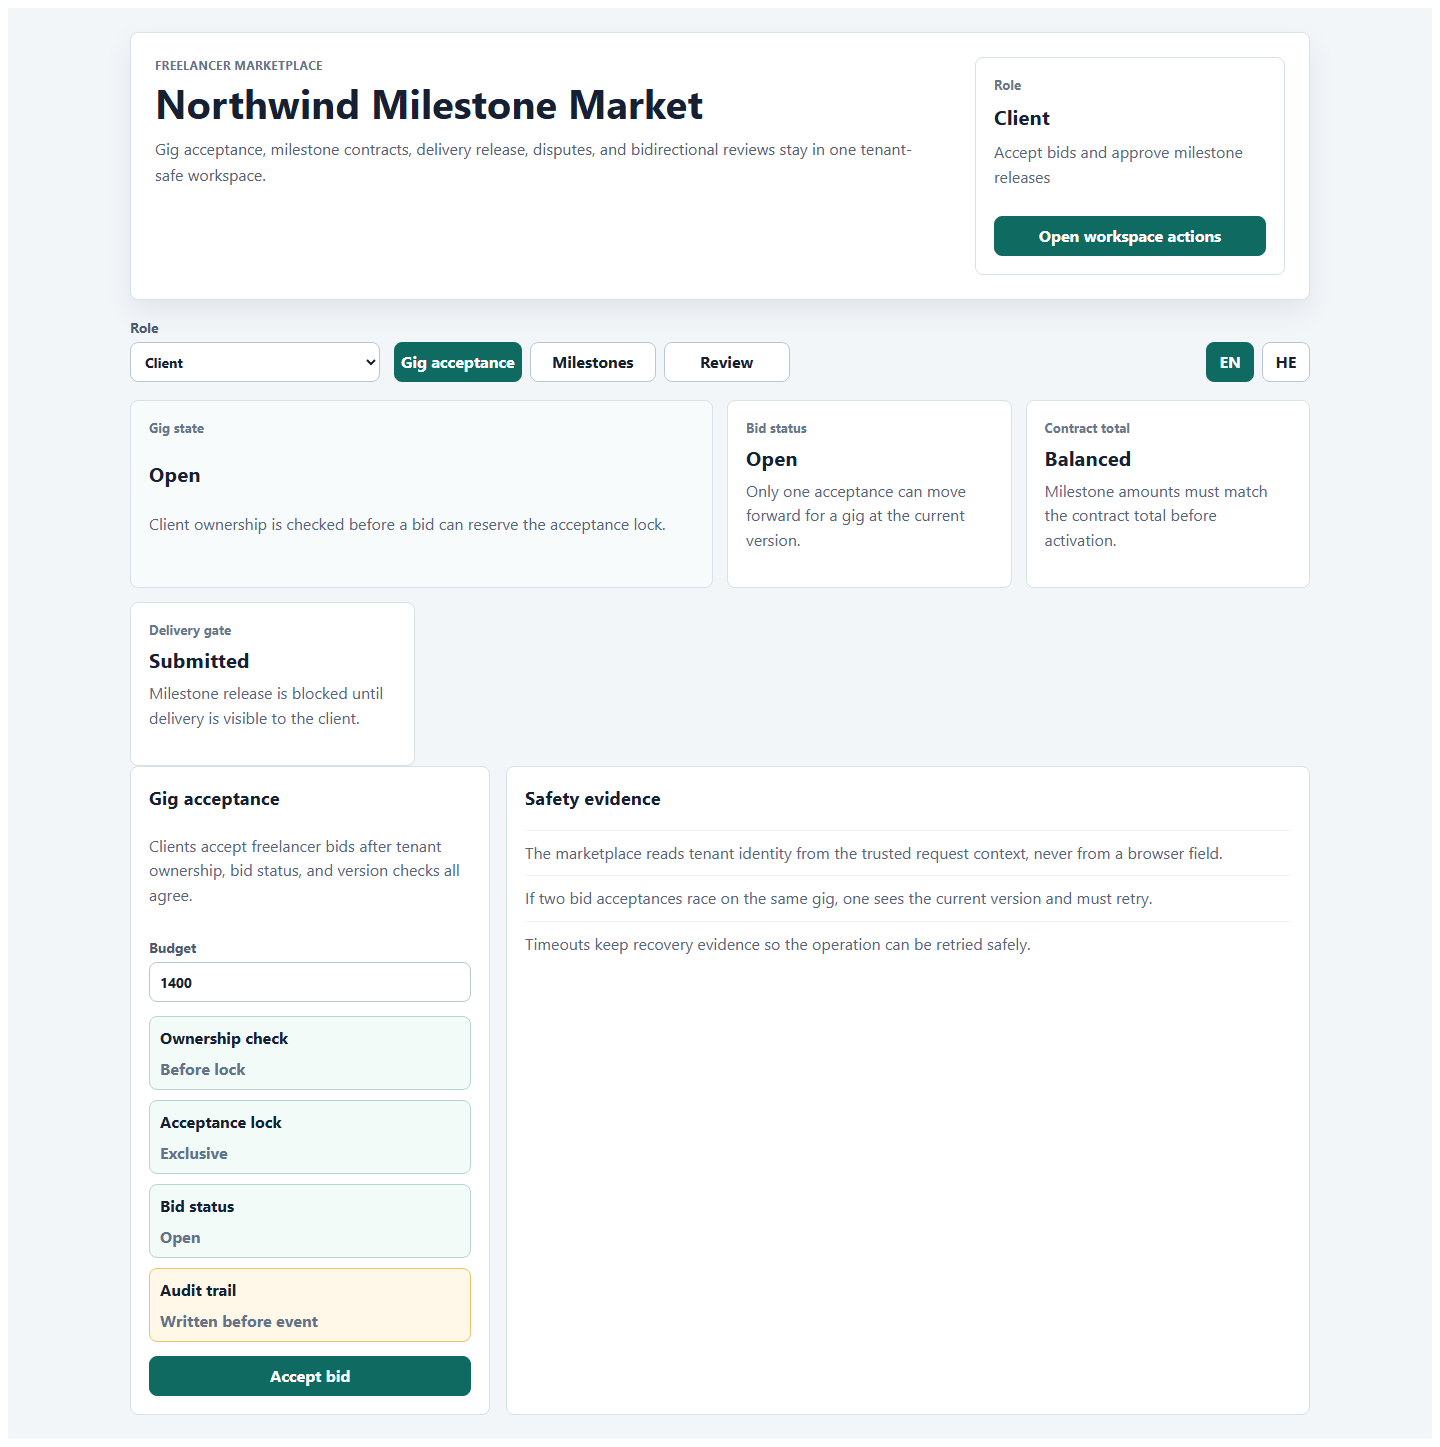 FREELANCER MARKETPLACE
Northwind Milestone Market
Gig acceptance, milestone contracts, delivery release, disputes, and bidirectional reviews stay in one tenant-
safe workspace.
Role
Client
Accept bids and approve milestone
releases
Open workspace actions
Role
Client
Gig acceptance
Milestones
Review
EN
HE
Gig state
Open
Client ownership is checked before a bid can reserve the acceptance lock.
Bid status
Open
Only one acceptance can move
forward for a gig at the current
version.
Contract total
Balanced
Milestone amounts must match
the contract total before
activation.
Delivery gate
Submitted
Milestone release is blocked until
delivery is visible to the client.
Gig acceptance
Clients accept freelancer bids after tenant
ownership, bid status, and version checks all
agree.
Budget
1400
Ownership check
Before lock
Acceptance lock
Exclusive
Bid status
Open
Audit trail
Written before event
Accept bid
Safety evidence
The marketplace reads tenant identity from the trusted request context, never from a browser field.
If two bid acceptances race on the same gig, one sees the current version and must retry.
Timeouts keep recovery evidence so the operation can be retried safely.